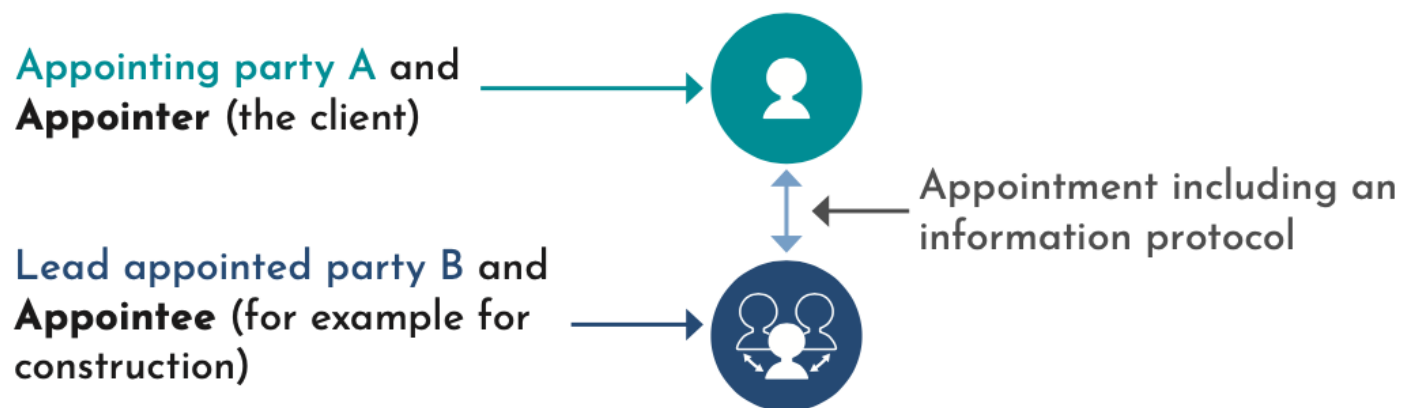 Appointing party A and
Appointer (the client)
Appointment including an
information protocol
Lead appointed party B and
Appointee (for example for
construction)